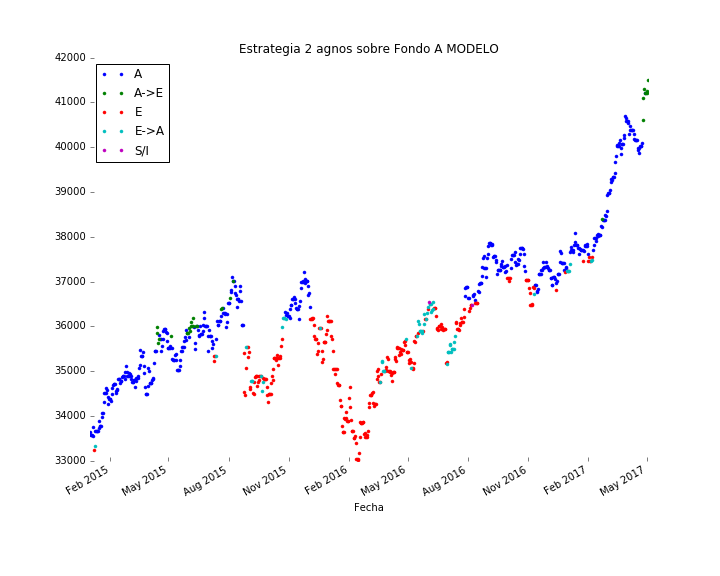 Estrategia 2 agnos sobre Fondo A MODELO
42000
41000
40000
39000
38000
37000
36000
35000
34000
33000
A
A->E
E
E->A
S/I
Feb 2015
May 2015
Aug 2015
Nov 2015
Feb 2016
May 2016
Aug 2016
Nov 2016
Feb 2017
May 2017
Fecha